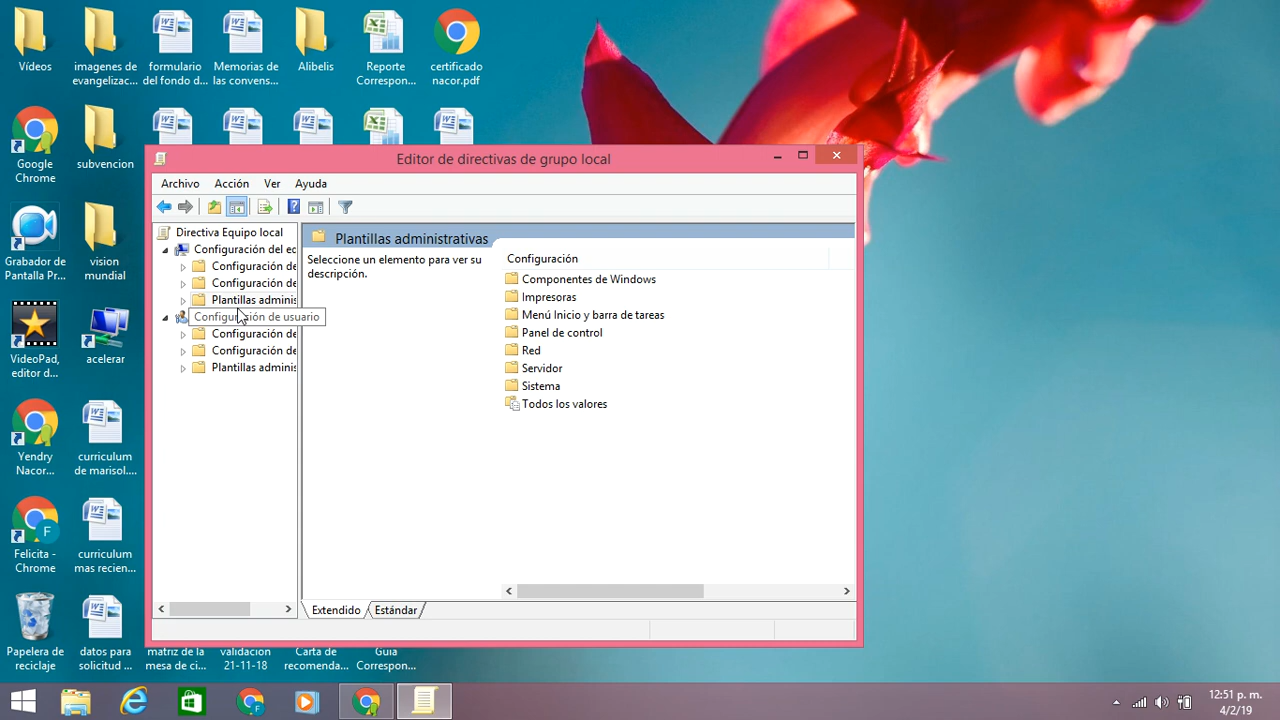 Vídeos
imagenes de
evangelizac...
formulario
del fondo d...
Memorias de
las convens...
Alibelis
Reporte
Correspon...
certificado
nacor.pdf
Google
Chrome
subvencion
Grabador de
Pantalla Pr...
vision
mundial
VideoPad,
editor d...
acelerar
Yendry
Nacor...
curriculum
de marisol....
Felicita -
Chrome
curriculum
mas recien...
Papelera de
reciclaje
datos para
solicitud ...
matriz de la
mesa de ci...
validacion
21-11-18
Carta de
recomenda...
Guia
Correspon...
Editor de directivas de grupo local
Archivo Acción Ver Ayuda
Directiva Equipo local
Configuración del ec
Configuración de
Configuración de
Plantillas adminis
Configuración de usuario
Configuración de
Configuración de
Plantillas adminis
Plantillas administrativas
Seleccione un elemento para ver su
descripción.
Configuración
Componentes de Windows
Impresoras
Menú Inicio y barra de tareas
Panel de control
Red
Servidor
Sistema
Todos los valores
Extendido Estándar
F
F
12:51 p. m.
4/2/19